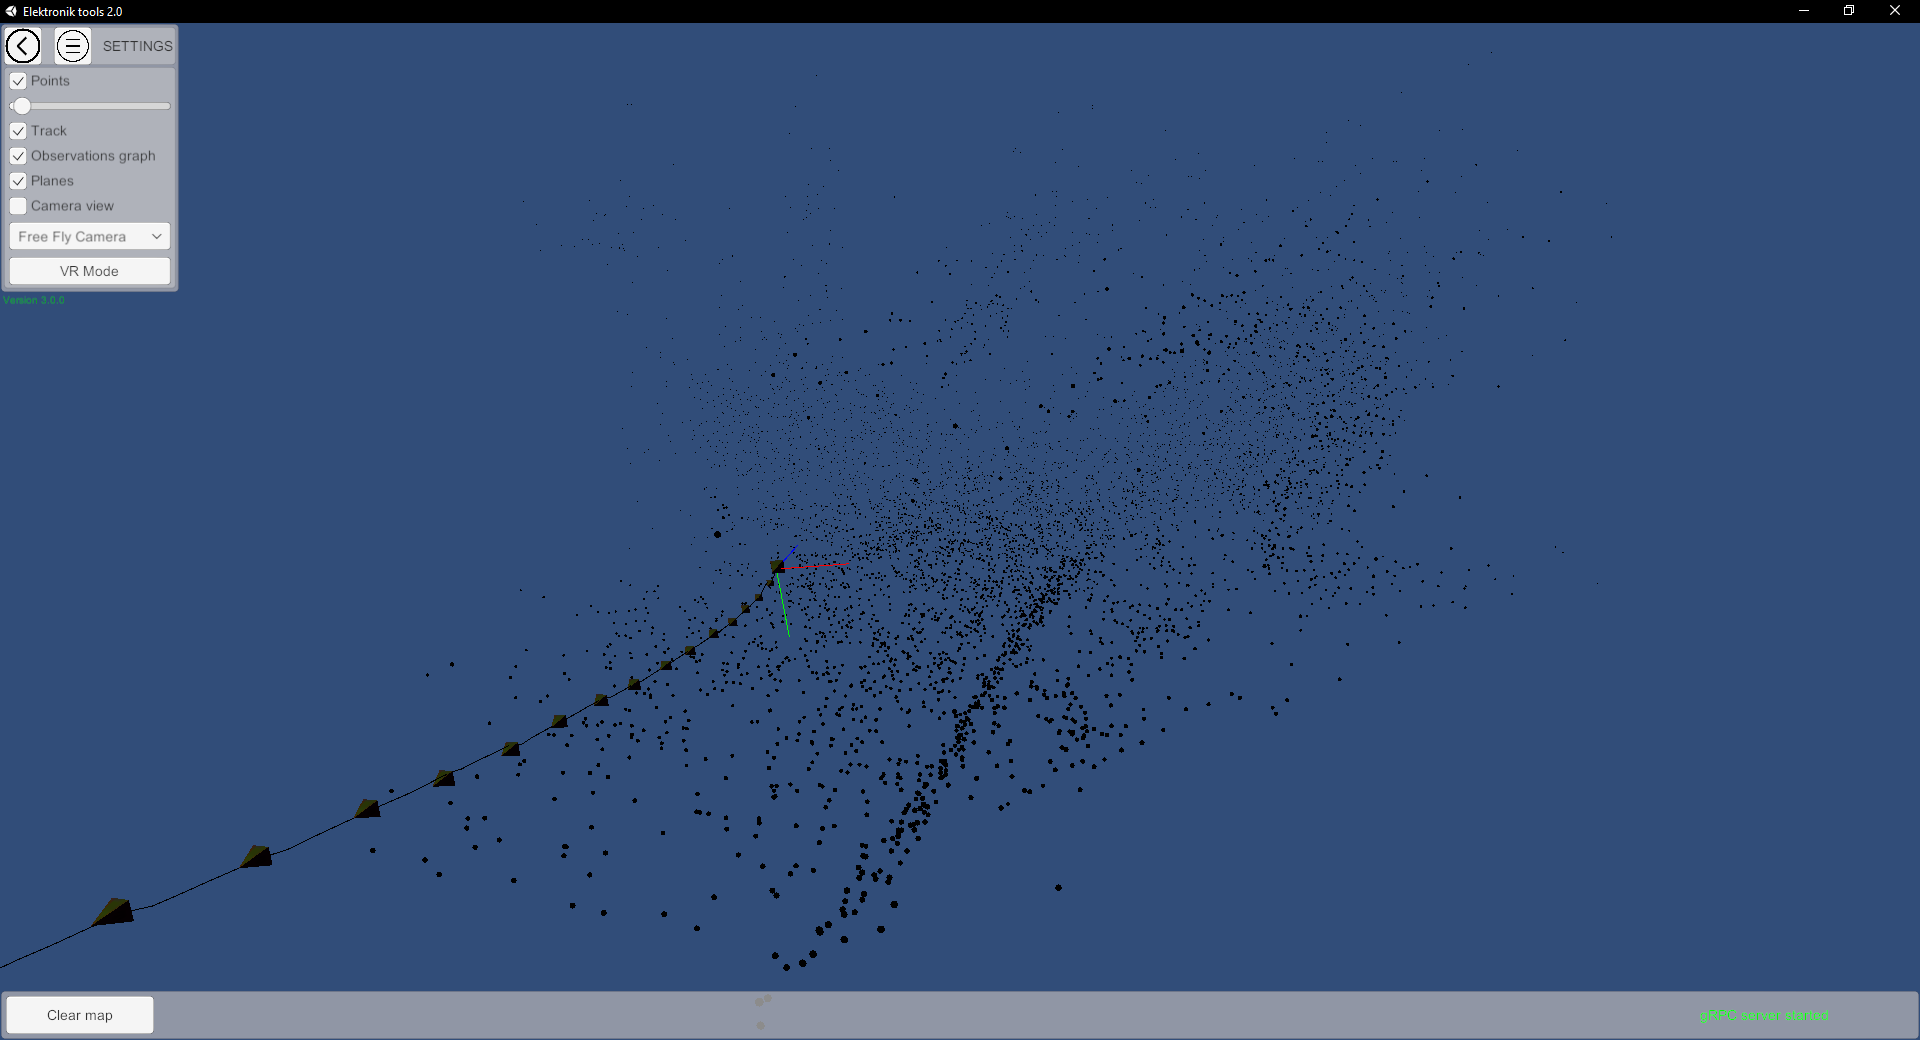 Elektronik tools 2.0
SETTINGS
Points
Track
Observations graph
Planes
Camera view
Free Fly Camera
VR Mode
Version 3.0.0
Clear map
gRPC server started